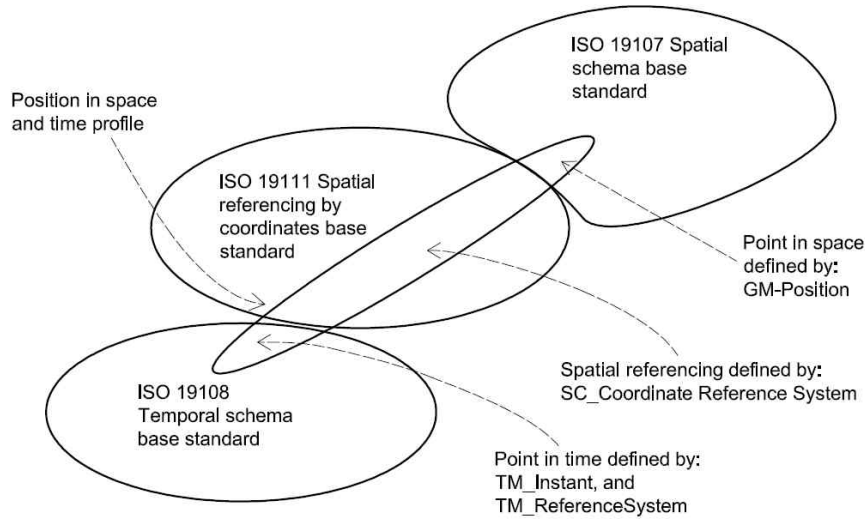 ISO 19107 Spatial
schema base
standard
Position in space
and time profile
ISO 19111 Spatial
referencing by
coordinates base
standard
Point in space
defined by:
GM-Position
Spatial referencing defined by:
SC_Coordinate Reference System
ISO 19108
Temporal schema
base standard
Point in time defined by:
TM_Instant, and
TM_ReferenceSystem